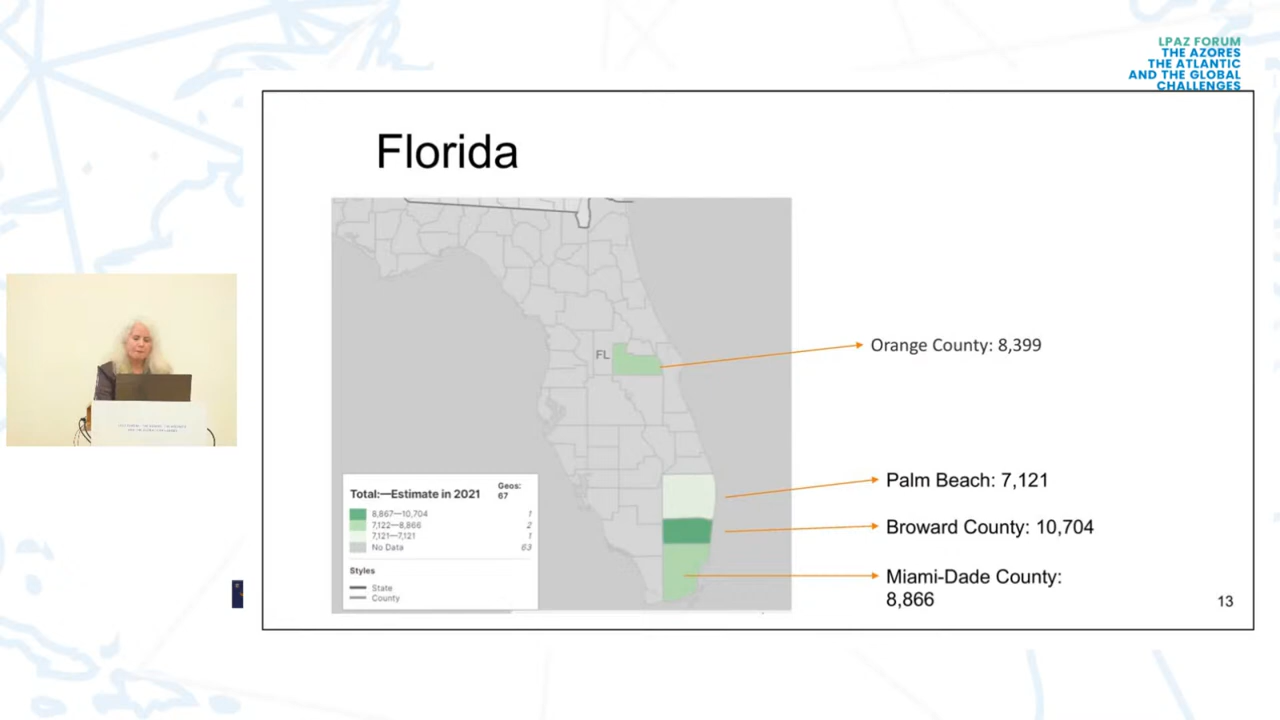 LPAZ FORUM
THE AZORES
THE ATLANTIC
AND THE GLOBAL
CHALLENGES
Florida
FL
Orange County: 8,399
Palm Beach: 7,121
Broward County: 10,704
Miami-Dade County:
8,866
Total:—Estimate in 2021 Geos:
67
8,867—10,704 1
7,122—8,866 2
7,121—7,121 1
No Data 63
Styles
State
County
13